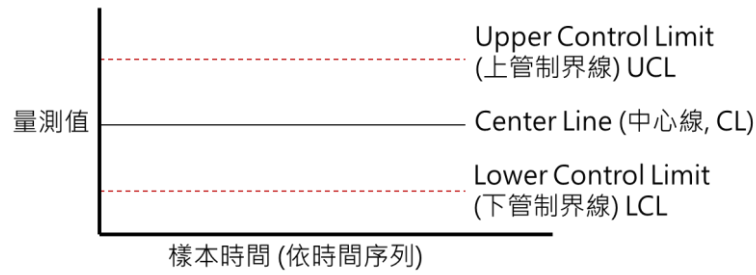 Upper Control Limit
(上管制界線) UCL
量測值
Center Line (中心線, CL)
Lower Control Limit
(下管制界線) LCL
樣本時間 (依時間序列)